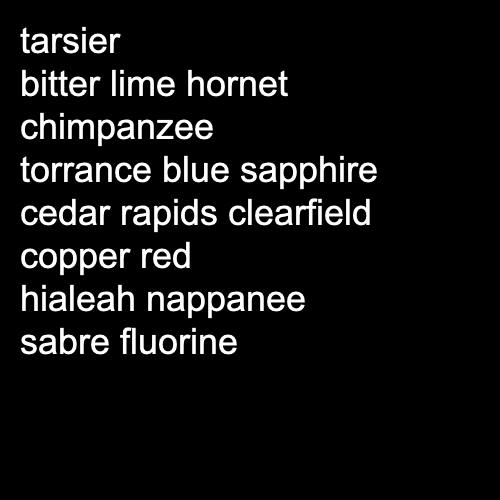 tarsier
bitter lime hornet
chimpanzee
torrance blue sapphire
cedar rapids clearfield
copper red
hialeah nappanee
sabre fluorine